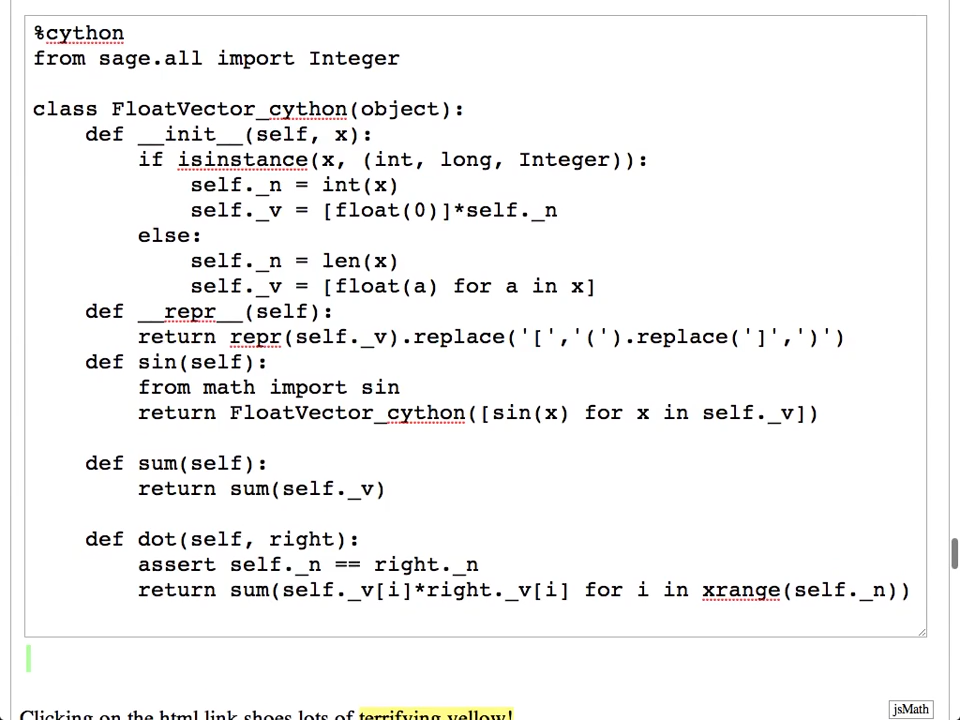 %cython
from sage.all import Integer
class FloatVector_cython(object):
    def __init__(self, x):
        if isinstance(x, (int, long, Integer)):
            self._n = int(x)
            self._v = [float(0)]*self._n
        else:
            self._n = len(x)
            self._v = [float(a) for a in x]
    def __repr__(self):
        return repr(self._v).replace('[','(').replace(']',')')
    def sin(self):
        from math import sin
        return FloatVector_cython([sin(x) for x in self._v])
    def sum(self):
        return sum(self._v)
    def dot(self, right):
        assert self._n == right._n
        return sum(self._v[i]*right._v[i] for i in xrange(self._n))
jsMath
Clicking on the html link shoes lots of terrifying yellow!